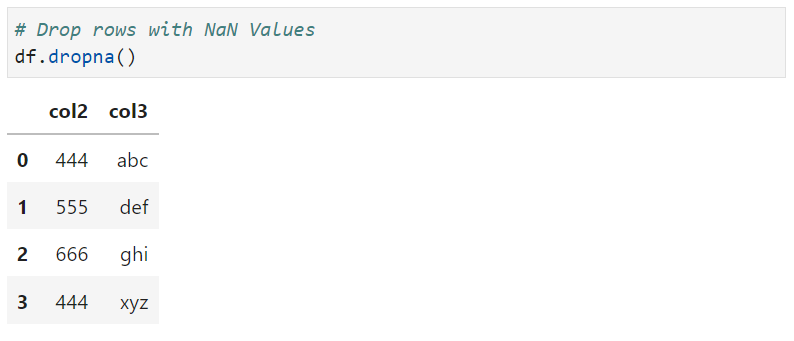 # Drop rows with NaN Values
df.dropna()
col2 col3
0 444 abc
1 555 def
2 666 ghi
3 444 xyz